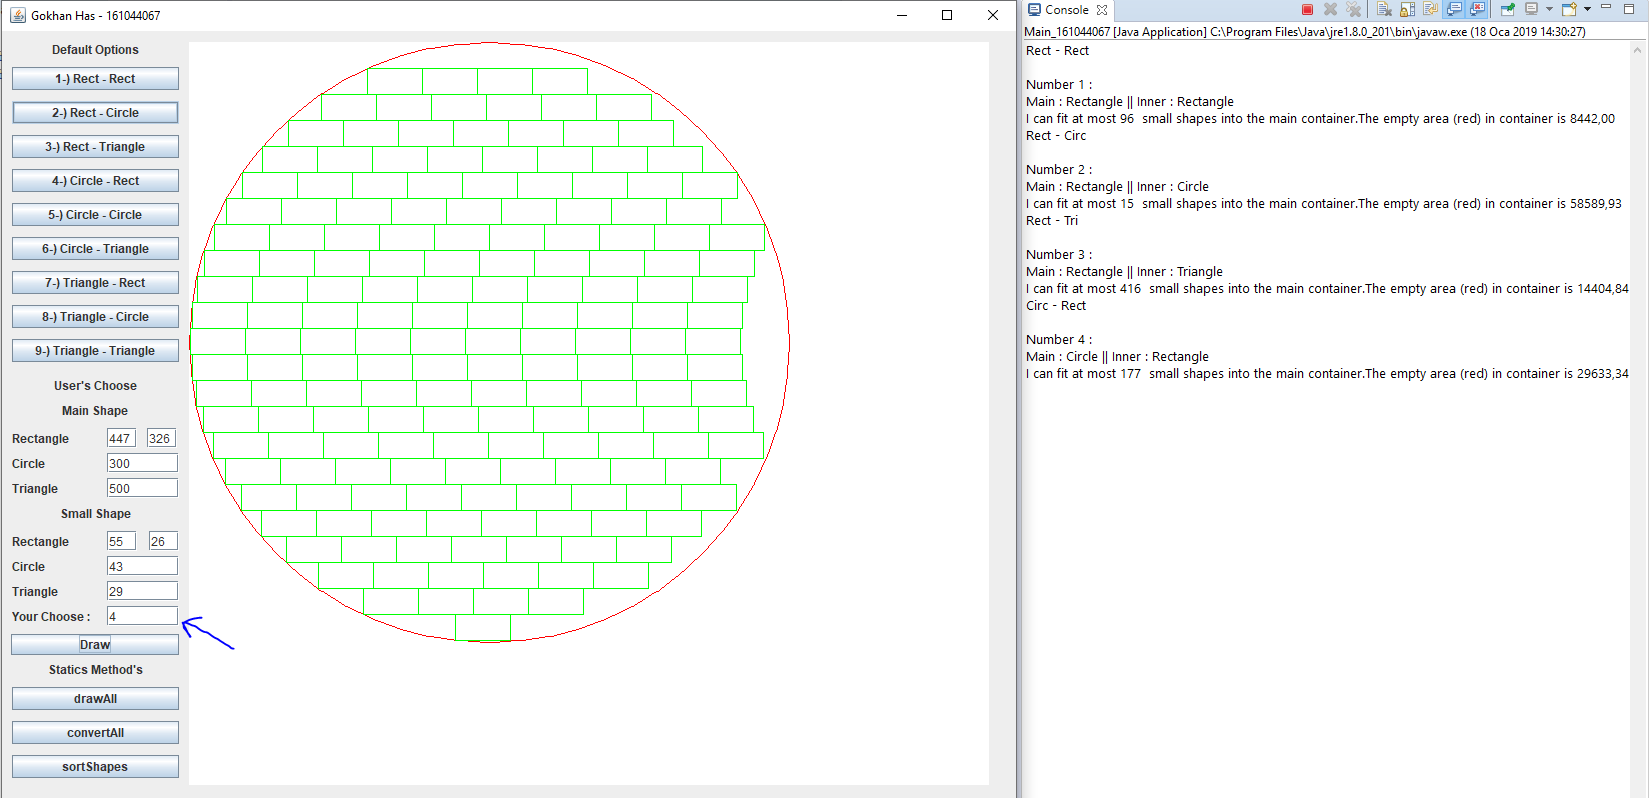 Gokhan Has - 161044067
Default Options
1-) Rect - Rect
2-) Rect - Circle
3-) Rect - Triangle
4-) Circle - Rect
5-) Circle - Circle
6-) Circle - Triangle
7-) Triangle - Rect
8-) Triangle - Circle
9-) Triangle - Triangle
User's Choose
Main Shape
Rectangle 447 326
Circle 300
Triangle 500
Small Shape
Rectangle 55 26
Circle 43
Triangle 29
Your Choose : 4
Draw
Statics Method's
drawAll
convertAll
sortShapes
Console
Main_161044067 [Java Application] C:\Program Files\Java\jre1.8.0_201\bin\javaw.exe (18 Oca 2019 14:30:27)
Rect - Rect
Number 1 :
Main : Rectangle || Inner : Rectangle
I can fit at most 96  small shapes into the main container.The empty area (red) in container is 8442,00
Rect - Circ
Number 2 :
Main : Rectangle || Inner : Circle
I can fit at most 15  small shapes into the main container.The empty area (red) in container is 58589,93
Rect - Tri
Number 3 :
Main : Rectangle || Inner : Triangle
I can fit at most 416  small shapes into the main container.The empty area (red) in container is 14404,84
Circ - Rect
Number 4 :
Main : Circle || Inner : Rectangle
I can fit at most 177  small shapes into the main container.The empty area (red) in container is 29633,34